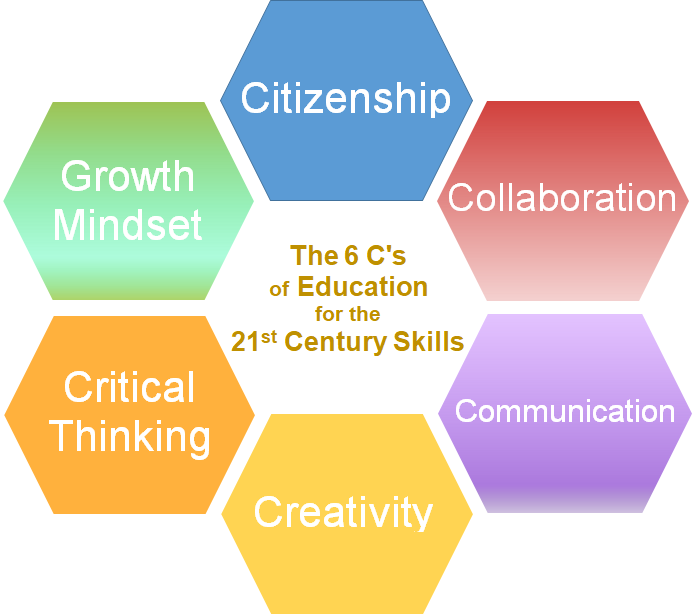 Citizenship
Collaboration
Communication
Creativity
Critical
Thinking
Growth
Mindset
The 6 C's
of Education
for the
21st Century Skills